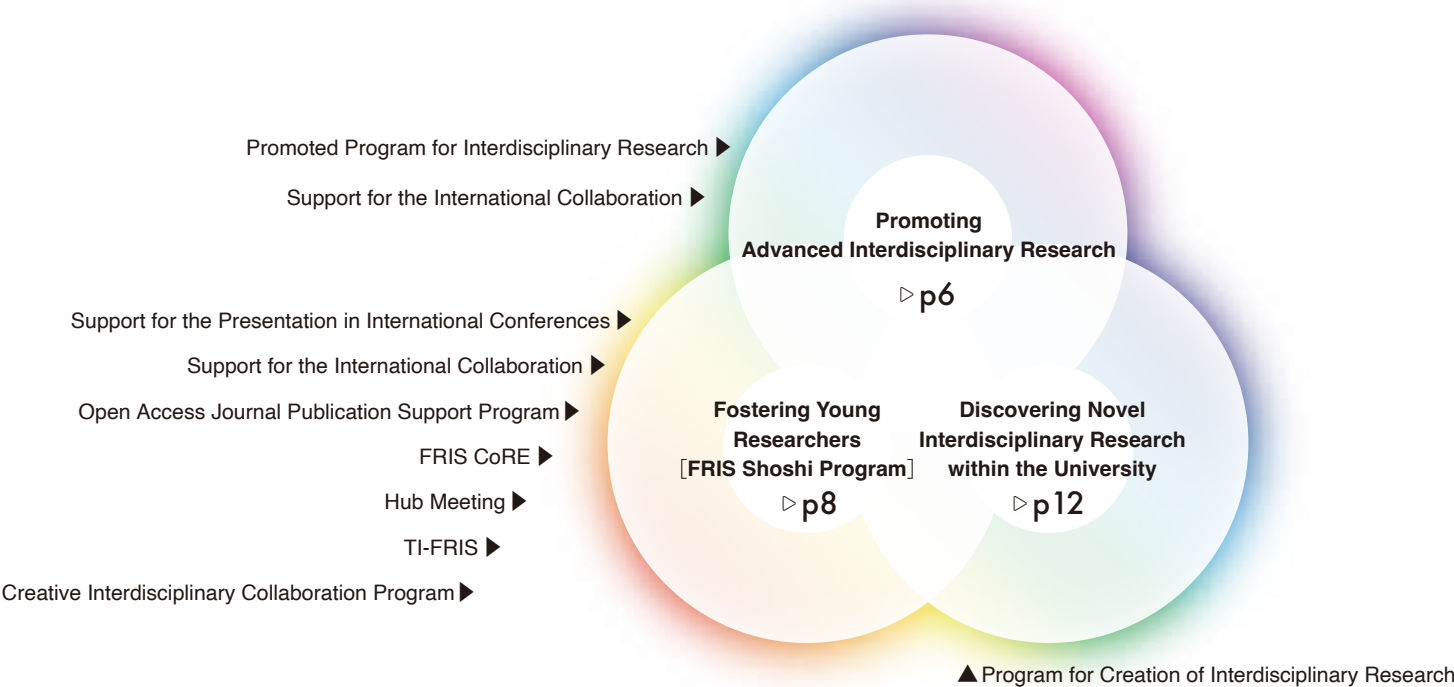 Promoted Program for Interdisciplinary Research ▶
Support for the International Collaboration ▶
Promoting
Advanced Interdisciplinary Research
▷ p6
Support for the Presentation in International Conferences ▶
Support for the International Collaboration ▶
Open Access Journal Publication Support Program ▶
FRIS CoRE ▶
Hub Meeting ▶
TI-FRIS ▶
Creative Interdisciplinary Collaboration Program ▶
Fostering Young
Researchers
[FRIS Shoshi Program]
▷ p8
Discovering Novel
Interdisciplinary Research
within the University
▷ p12
▲ Program for Creation of Interdisciplinary Research